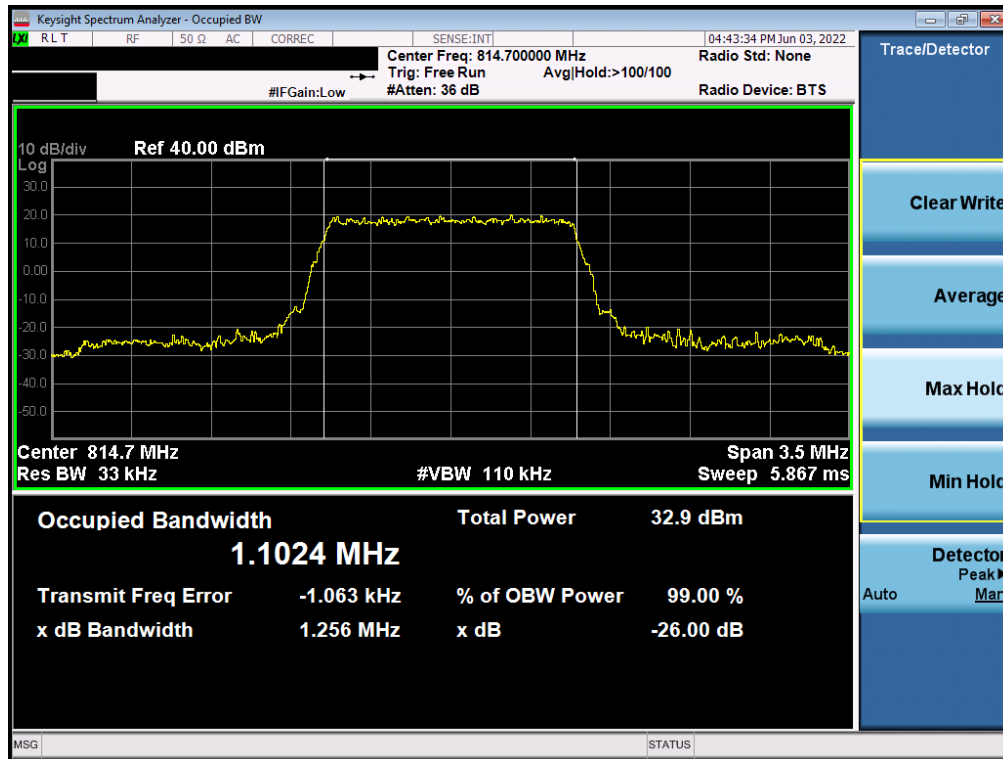 Keysight Spectrum Analyzer - Occupied BW
LXI RLT RF 50 Ω AC CORREC SENSE:INT 04:43:34 PM Jun 03, 2022
Center Freq: 814.700000 MHz Radio Std: None
Trig: Free Run Avg|Hold:>100/100
#IFGain:Low #Atten: 36 dB Radio Device: BTS
Trace/Detector
10 dB/div Ref 40.00 dBm
Log
30.0
20.0
10.0
0.00
-10.0
-20.0
-30.0
-40.0
-50.0
Center 814.7 MHz Span 3.5 MHz
Res BW 33 kHz #VBW 110 kHz Sweep 5.867 ms
Occupied Bandwidth Total Power 32.9 dBm
1.1024 MHz
Transmit Freq Error -1.063 kHz % of OBW Power 99.00 %
x dB Bandwidth 1.256 MHz x dB -26.00 dB
Clear Write
Average
Max Hold
Min Hold
Detector
Peak
Auto Man
MSG STATUS